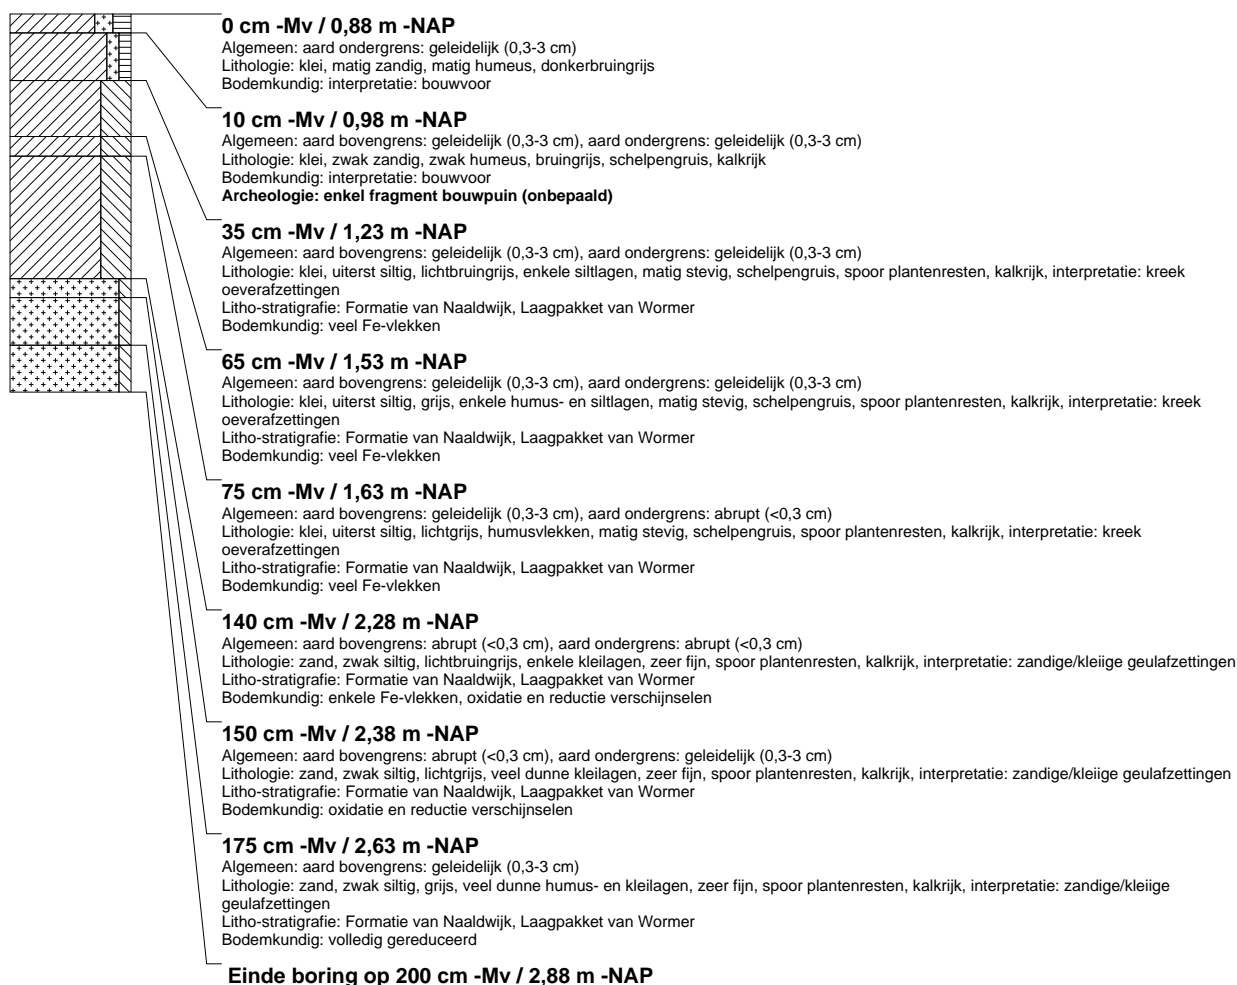 0 cm -Mv / 0,88 m -NAP
Algemeen: aard ondergrens: geleidelijk (0,3-3 cm)
Lithologie: klei, matig zandig, matig humeus, donkerbruingrijs
Bodemkundig: interpretatie: bouwvoor
10 cm -Mv / 0,98 m -NAP
Algemeen: aard bovengrens: geleidelijk (0,3-3 cm), aard ondergrens: geleidelijk (0,3-3 cm)
Lithologie: klei, zwak zandig, zwak humeus, bruingrijs, schelpengruis, kalkrijk
Bodemkundig: interpretatie: bouwvoor
Archeologie: enkel fragment bouwpuin (onbepaald)
35 cm -Mv / 1,23 m -NAP
Algemeen: aard bovengrens: geleidelijk (0,3-3 cm), aard ondergrens: geleidelijk (0,3-3 cm)
Lithologie: klei, uiterst siltig, lichtbruingrijs, enkele siltlagen, matig stevig, schelpengruis, spoor plantenresten, kalkrijk, interpretatie: kreek
oeverafzettingen
Litho-stratigrafie: Formatie van Naaldwijk, Laagpakket van Wormer
Bodemkundig: veel Fe-vlekken
65 cm -Mv / 1,53 m -NAP
Algemeen: aard bovengrens: geleidelijk (0,3-3 cm), aard ondergrens: geleidelijk (0,3-3 cm)
Lithologie: klei, uiterst siltig, grijs, enkele humus- en siltlagen, matig stevig, schelpengruis, spoor plantenresten, kalkrijk, interpretatie: kreek
oeverafzettingen
Litho-stratigrafie: Formatie van Naaldwijk, Laagpakket van Wormer
Bodemkundig: veel Fe-vlekken
75 cm -Mv / 1,63 m -NAP
Algemeen: aard bovengrens: geleidelijk (0,3-3 cm), aard ondergrens: abrupt (<0,3 cm)
Lithologie: klei, uiterst siltig, lichtgrijs, humusvlekken, matig stevig, schelpengruis, spoor plantenresten, kalkrijk, interpretatie: kreek
oeverafzettingen
Litho-stratigrafie: Formatie van Naaldwijk, Laagpakket van Wormer
Bodemkundig: veel Fe-vlekken
140 cm -Mv / 2,28 m -NAP
Algemeen: aard bovengrens: abrupt (<0,3 cm), aard ondergrens: abrupt (<0,3 cm)
Lithologie: zand, zwak siltig, lichtbruingrijs, enkele kleilagen, zeer fijn, spoor plantenresten, kalkrijk, interpretatie: zandige/kleiige geulafzettingen
Litho-stratigrafie: Formatie van Naaldwijk, Laagpakket van Wormer
Bodemkundig: enkele Fe-vlekken, oxidatie en reductie verschijnselen
150 cm -Mv / 2,38 m -NAP
Algemeen: aard bovengrens: abrupt (<0,3 cm), aard ondergrens: geleidelijk (0,3-3 cm)
Lithologie: zand, zwak siltig, lichtgrijs, veel dunne kleilagen, zeer fijn, spoor plantenresten, kalkrijk, interpretatie: zandige/kleiige geulafzettingen
Litho-stratigrafie: Formatie van Naaldwijk, Laagpakket van Wormer
Bodemkundig: oxidatie en reductie verschijnselen
175 cm -Mv / 2,63 m -NAP
Algemeen: aard bovengrens: geleidelijk (0,3-3 cm)
Lithologie: zand, zwak siltig, grijs, veel dunne humus- en kleilagen, zeer fijn, spoor plantenresten, kalkrijk, interpretatie: zandige/kleiige
geulafzettingen
Litho-stratigrafie: Formatie van Naaldwijk, Laagpakket van Wormer
Bodemkundig: volledig gereduceerd
Einde boring op 200 cm -Mv / 2,88 m -NAP